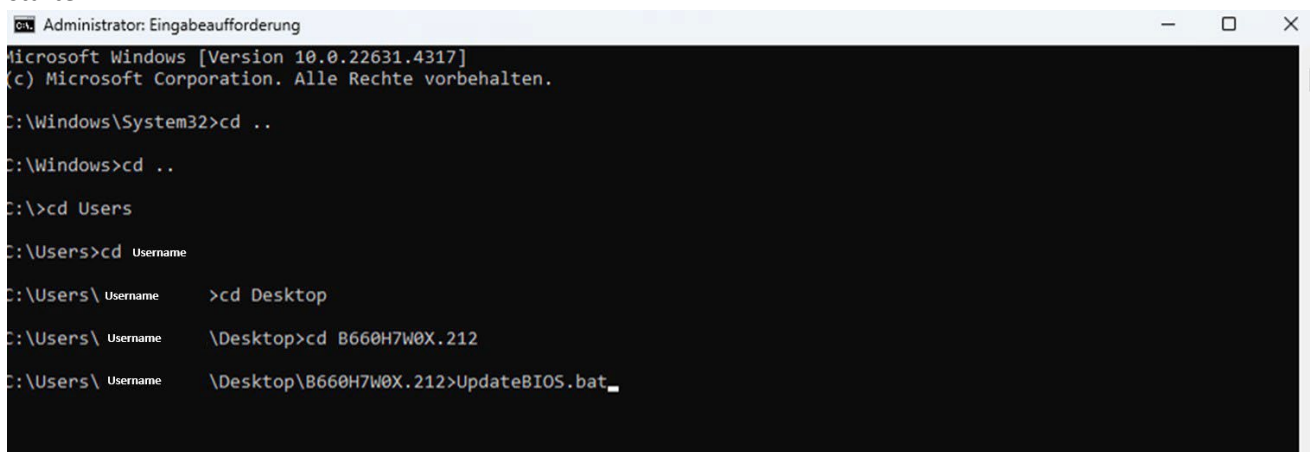 Administrator: Eingabeaufforderung
Microsoft Windows [Version 10.0.22631.4317]
(c) Microsoft Corporation. Alle Rechte vorbehalten.
C:\Windows\System32>cd ..
C:\Windows>cd ..
C:\>cd Users
C:\Users>cd Username
C:\Users\ Username >cd Desktop
C:\Users\ Username \Desktop>cd B660H7W0X.212
C:\Users\ Username \Desktop\B660H7W0X.212>UpdateBIOS.bat